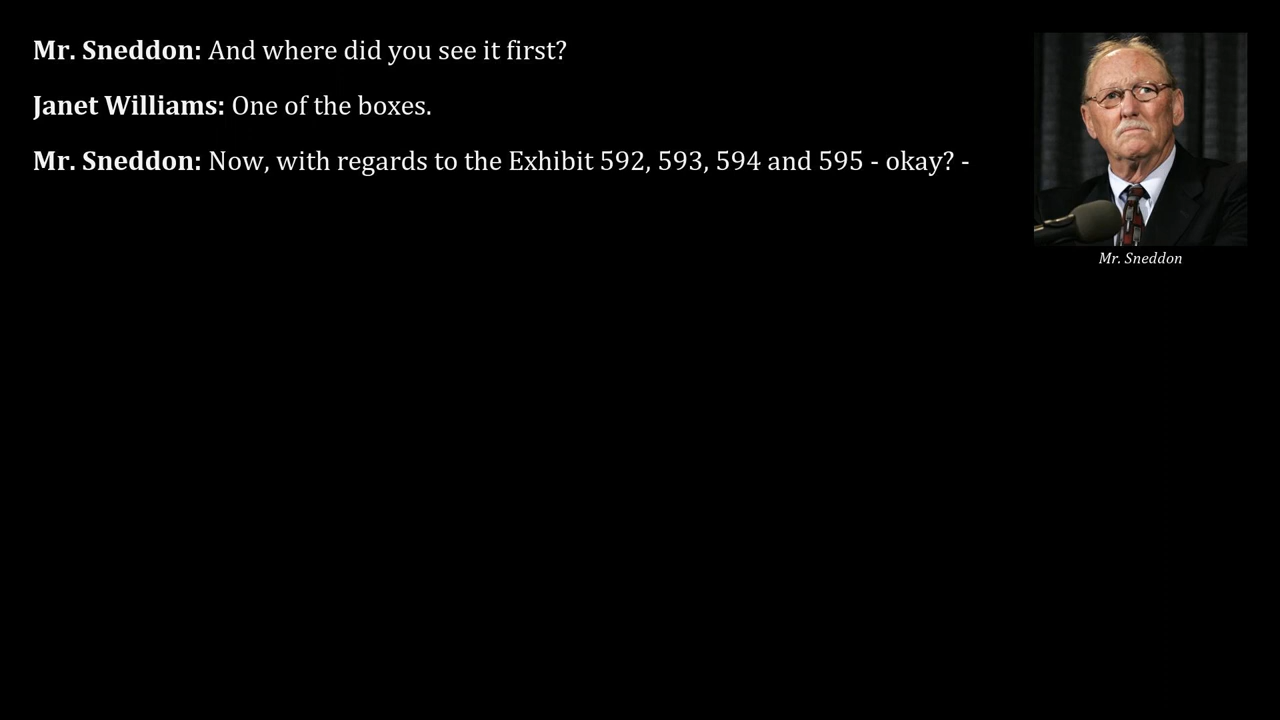 Mr. Sneddon: And where did you see it first?
Janet Williams: One of the boxes.
Mr. Sneddon: Now, with regards to the Exhibit 592, 593, 594 and 595 - okay? -
Mr. Sneddon